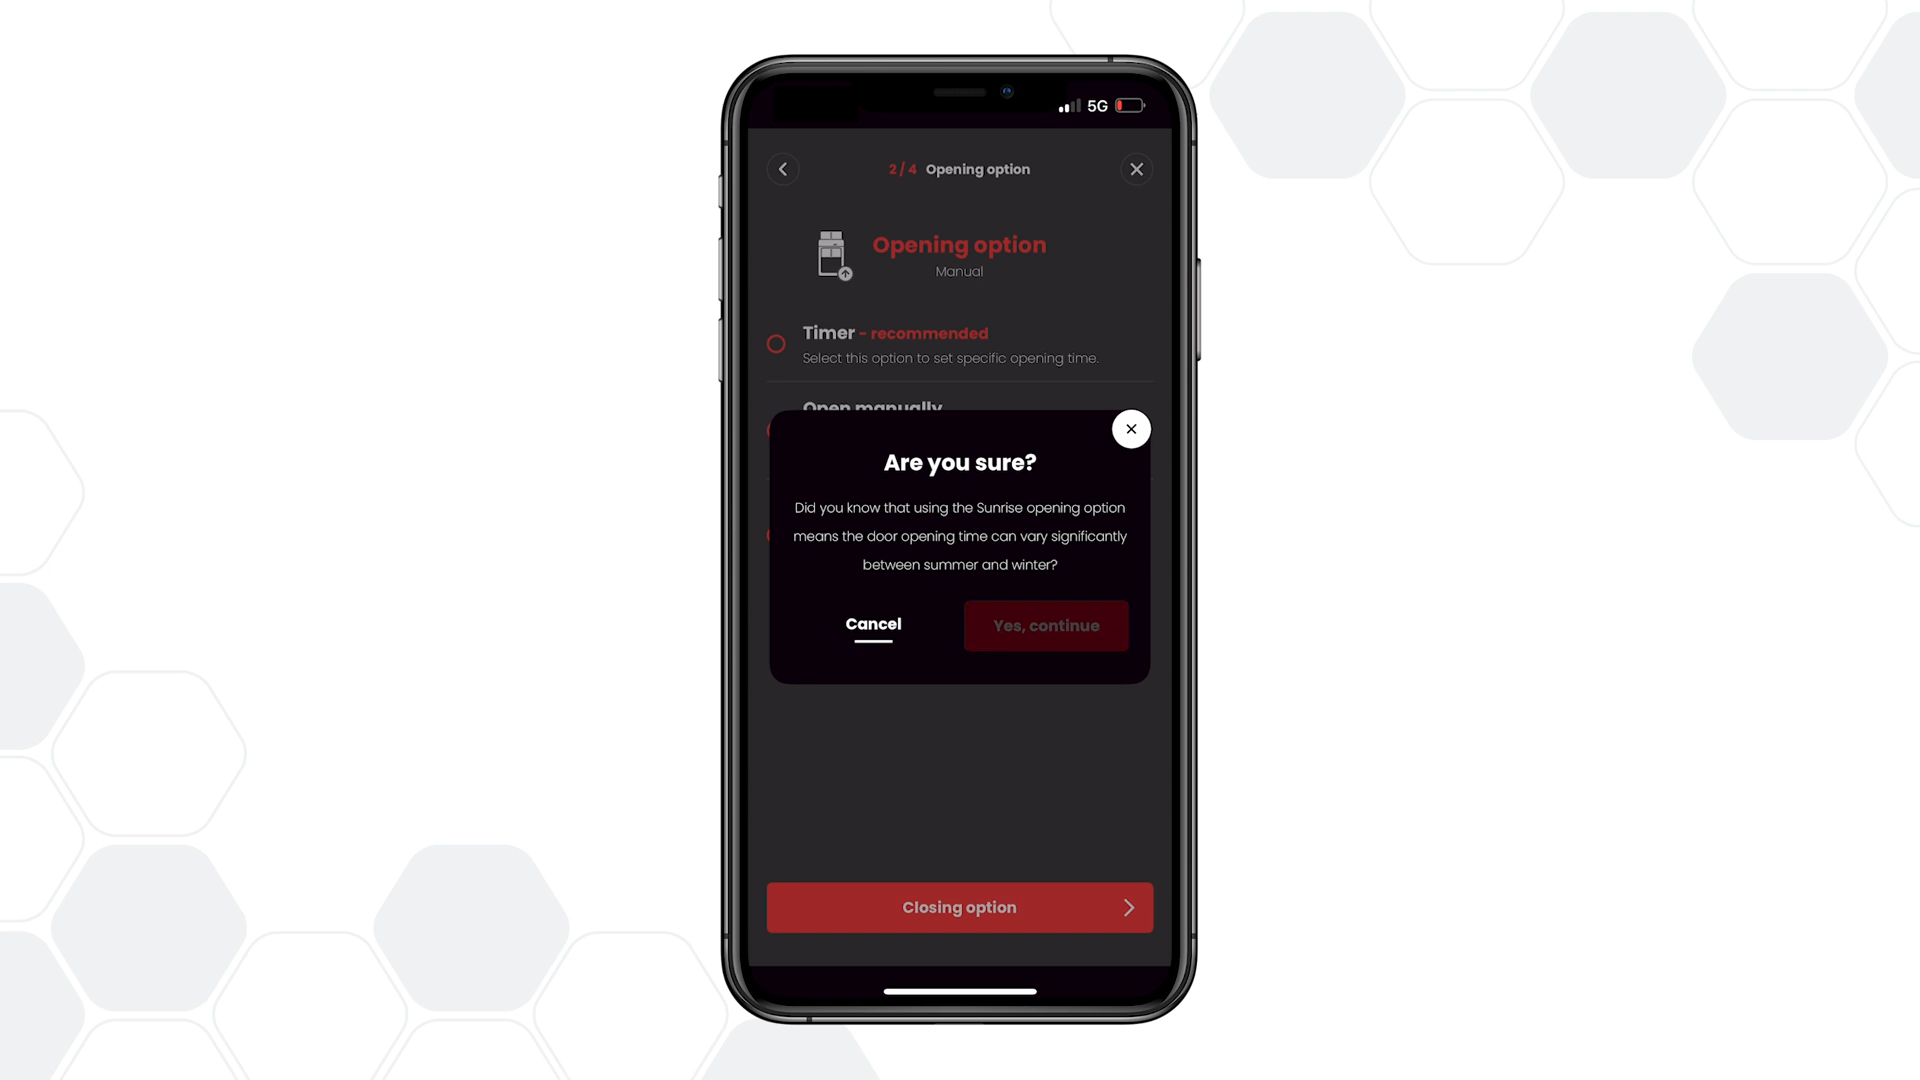 5G
2 / 4 Opening option
Opening option
Manual
Timer - recommended
Select this option to set specific opening time.
Open manually
Are you sure?
Did you know that using the Sunrise opening option
means the door opening time can vary significantly
between summer and winter?
Cancel
Yes, continue
Closing option